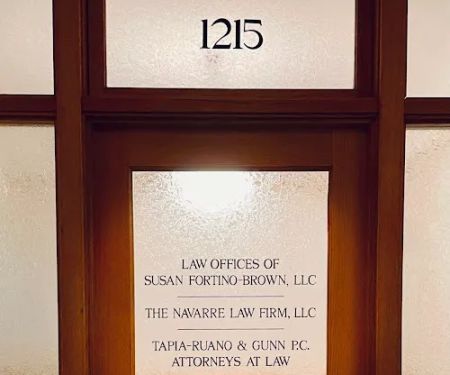 1215
LAW OFFICES OF
SUSAN FORTINO-BROWN, LLC
THE NAVARRE LAW FIRM, LLC
TAPIA-RUANO & GUNN P.C.
ATTORNEYS AT LAW